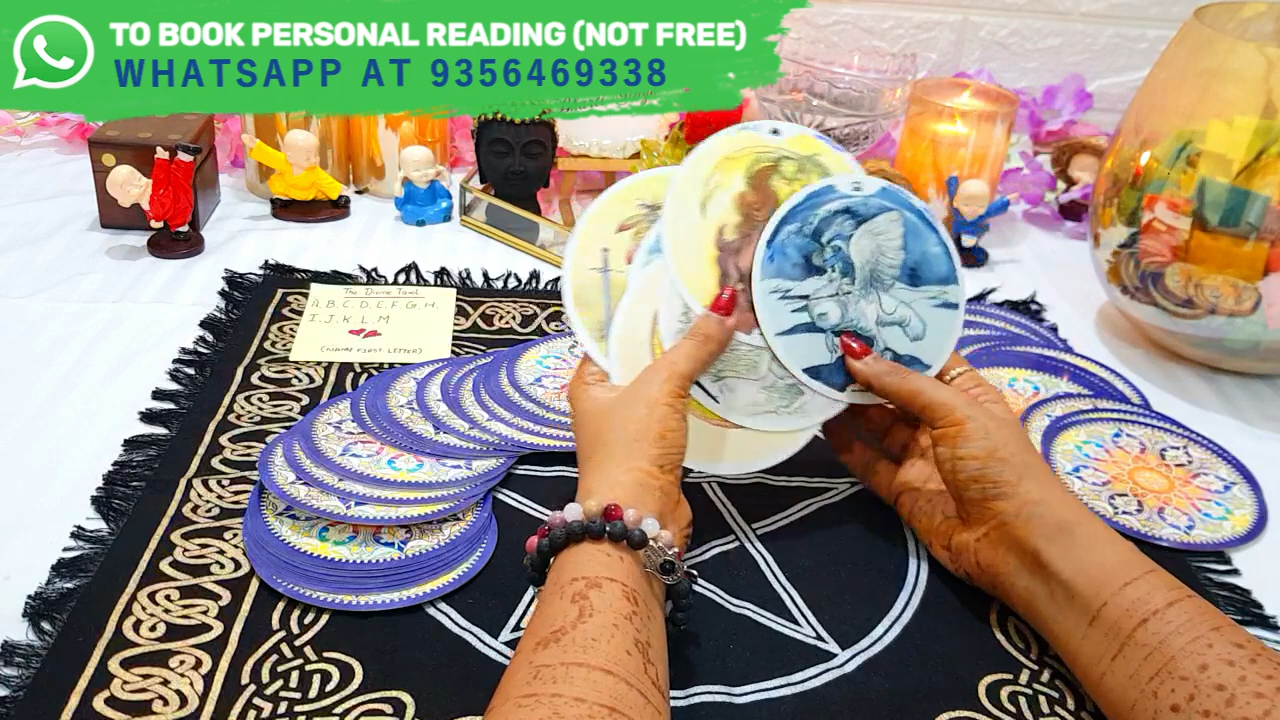 TO BOOK PERSONAL READING (NOT FREE)
WHATSAPP AT 9356469338
The Divine Tarot
A, B, C, D, E, F, G, H,
I, J, K, L, M
(NAME FIRST LETTER)